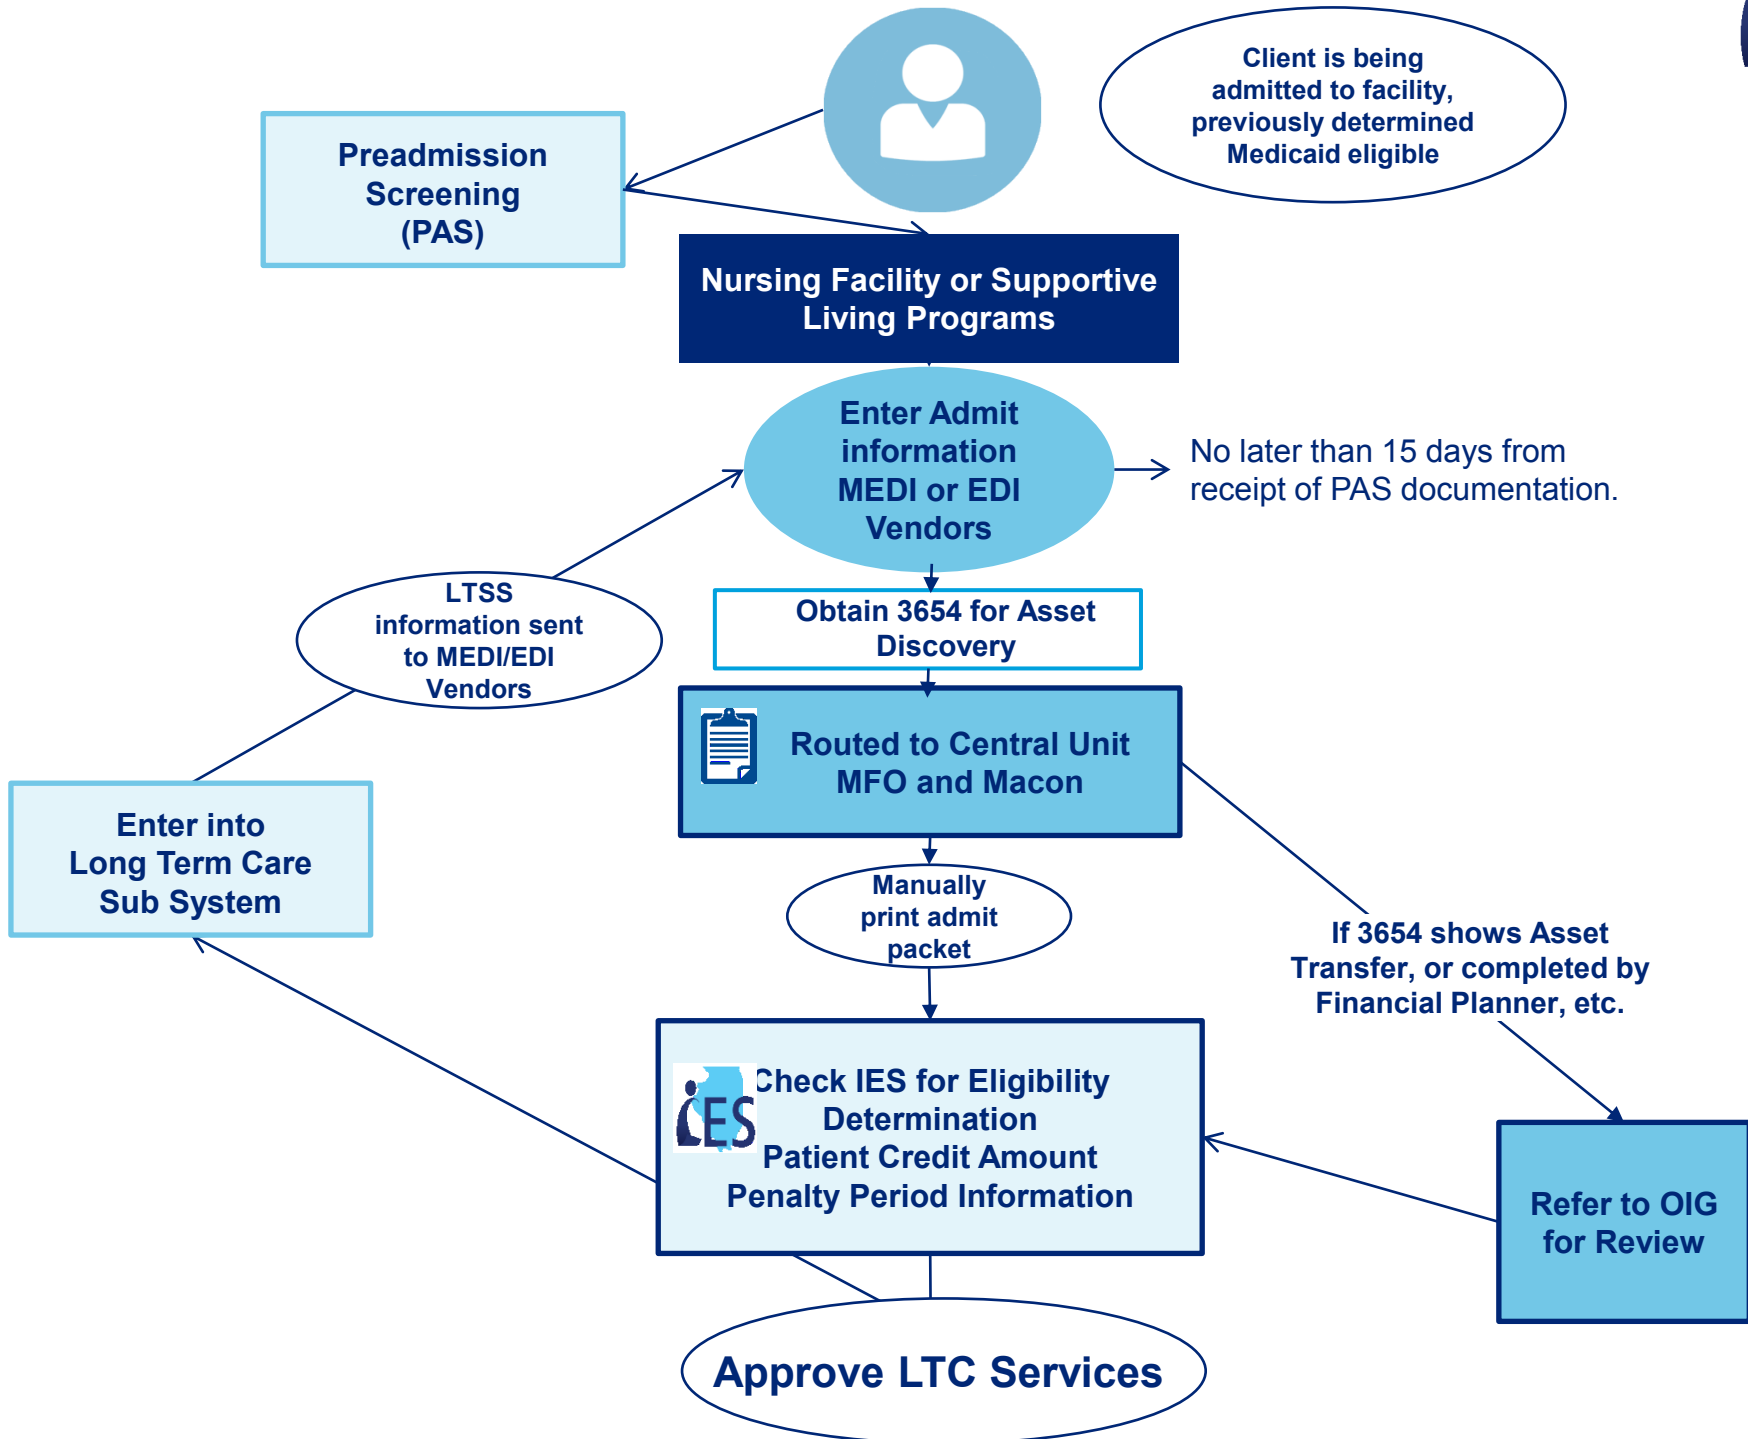 Client is being
admitted to facility,
previously determined
Medicaid eligible
Preadmission
Screening
(PAS)
Nursing Facility or Supportive
Living Programs
Enter Admit
information
MEDI or EDI
Vendors
No later than 15 days from
receipt of PAS documentation.
LTSS
information sent
to MEDI/EDI
Vendors
Obtain 3654 for Asset
Discovery
Routed to Central Unit
MFO and Macon
Enter into
Long Term Care
Sub System
Manually
print admit
packet
If 3654 shows Asset
Transfer, or completed by
Financial Planner, etc.
iES
Check IES for Eligibility
Determination
Patient Credit Amount
Penalty Period Information
Refer to OIG
for Review
Approve LTC Services